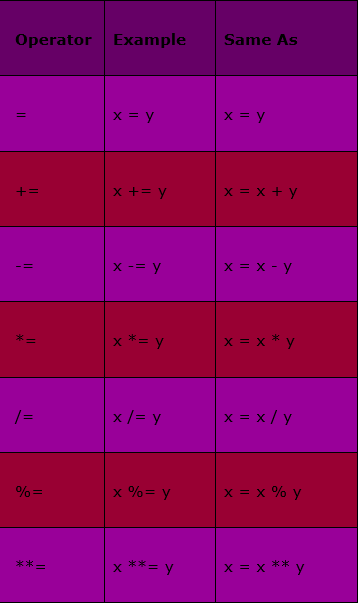 Operator Example Same As
= x = y x = y
+= x += y x = x + y
-= x -= y x = x - y
*= x *= y x = x * y
/= x /= y x = x / y
%= x %= y x = x % y
**= x **= y x = x ** y